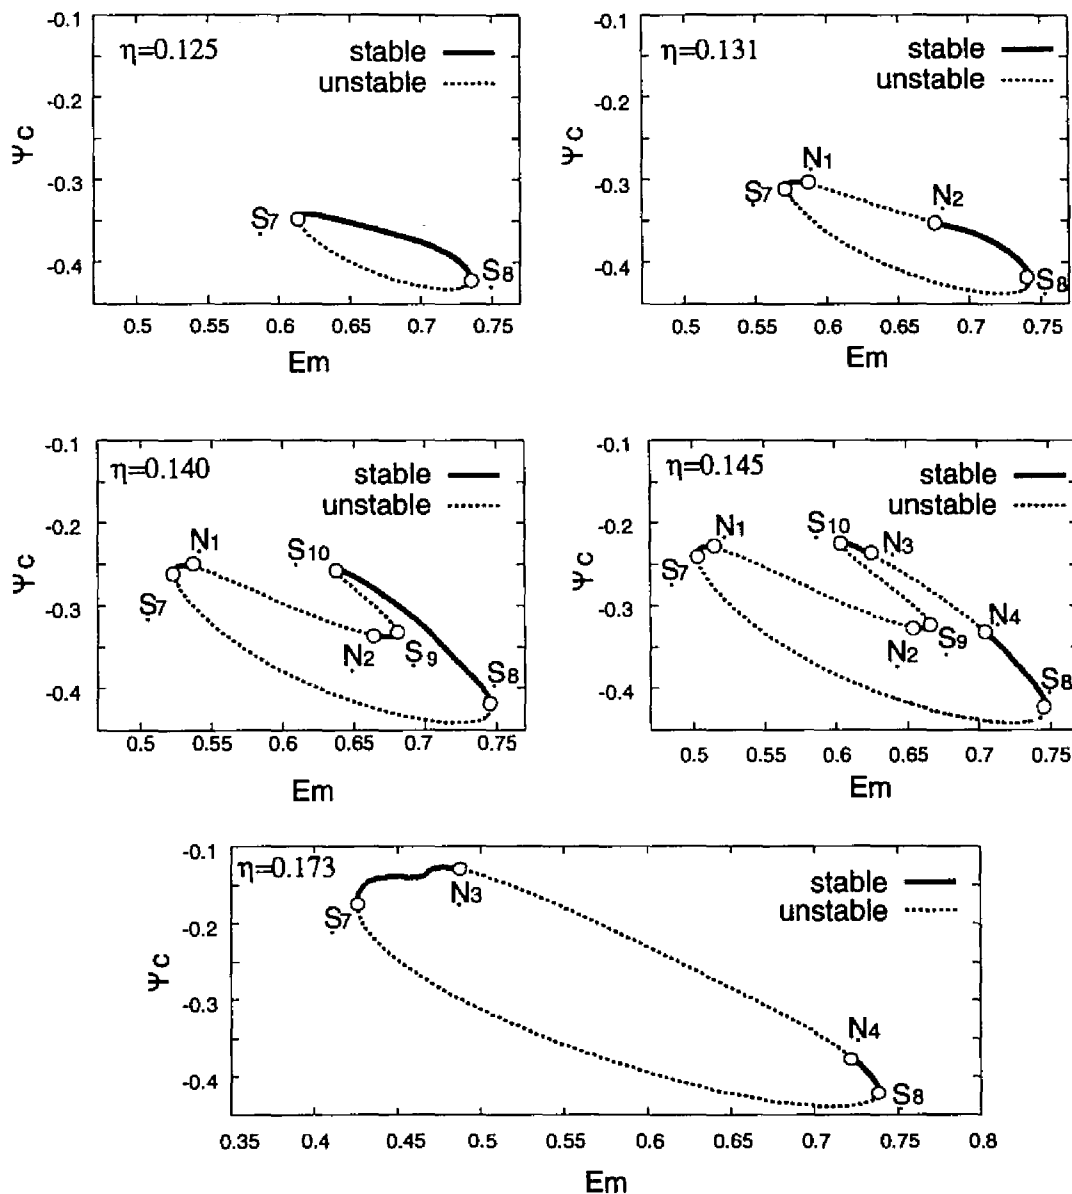 -0.1
η=0.125
stable
unstable
-0.2
Ψc
-0.3
S7
-0.4
S8
0.5 0.55 0.6 0.65 0.7 0.75
Em
-0.1
η=0.131
stable
unstable
-0.2
Ψc
N1
-0.3
S7
N2
-0.4
S8
0.5 0.55 0.6 0.65 0.7 0.75
Em
-0.1
η=0.140
stable
unstable
-0.2
Ψc
N1
S10
-0.3
S7
N2
S9
S8
-0.4
0.5 0.55 0.6 0.65 0.7 0.75
Em
-0.1
η=0.145
stable
unstable
-0.2
Ψc
N1
S10
N3
S7
-0.3
N4
N2
S9
S8
-0.4
0.5 0.55 0.6 0.65 0.7 0.75
Em
-0.1
η=0.173
stable
unstable
N3
S7
-0.2
Ψc
-0.3
N4
-0.4
S8
0.35 0.4 0.45 0.5 0.55 0.6 0.65 0.7 0.75 0.8
Em